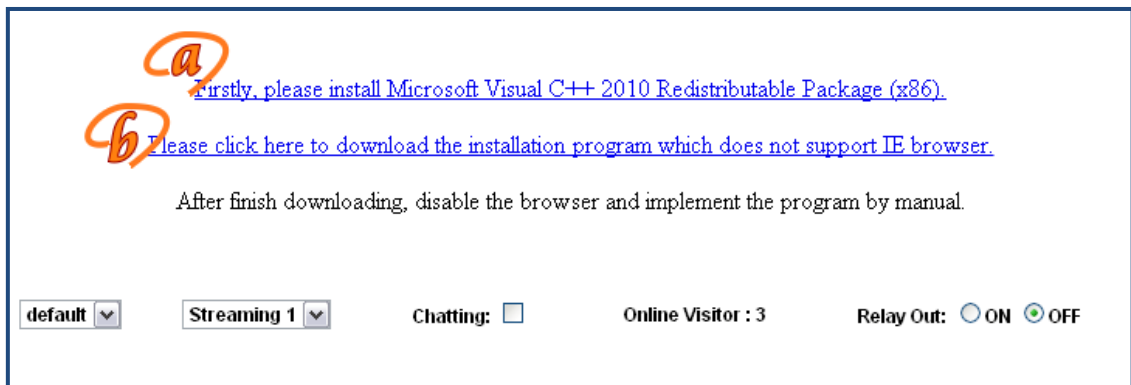 a
Firstly, please install Microsoft Visual C++ 2010 Redistributable Package (x86).
b
Please click here to download the installation program which does not support IE browser.
After finish downloading, disable the browser and implement the program by manual.
default Streaming 1 Chatting: Online Visitor : 3 Relay Out: ON OFF